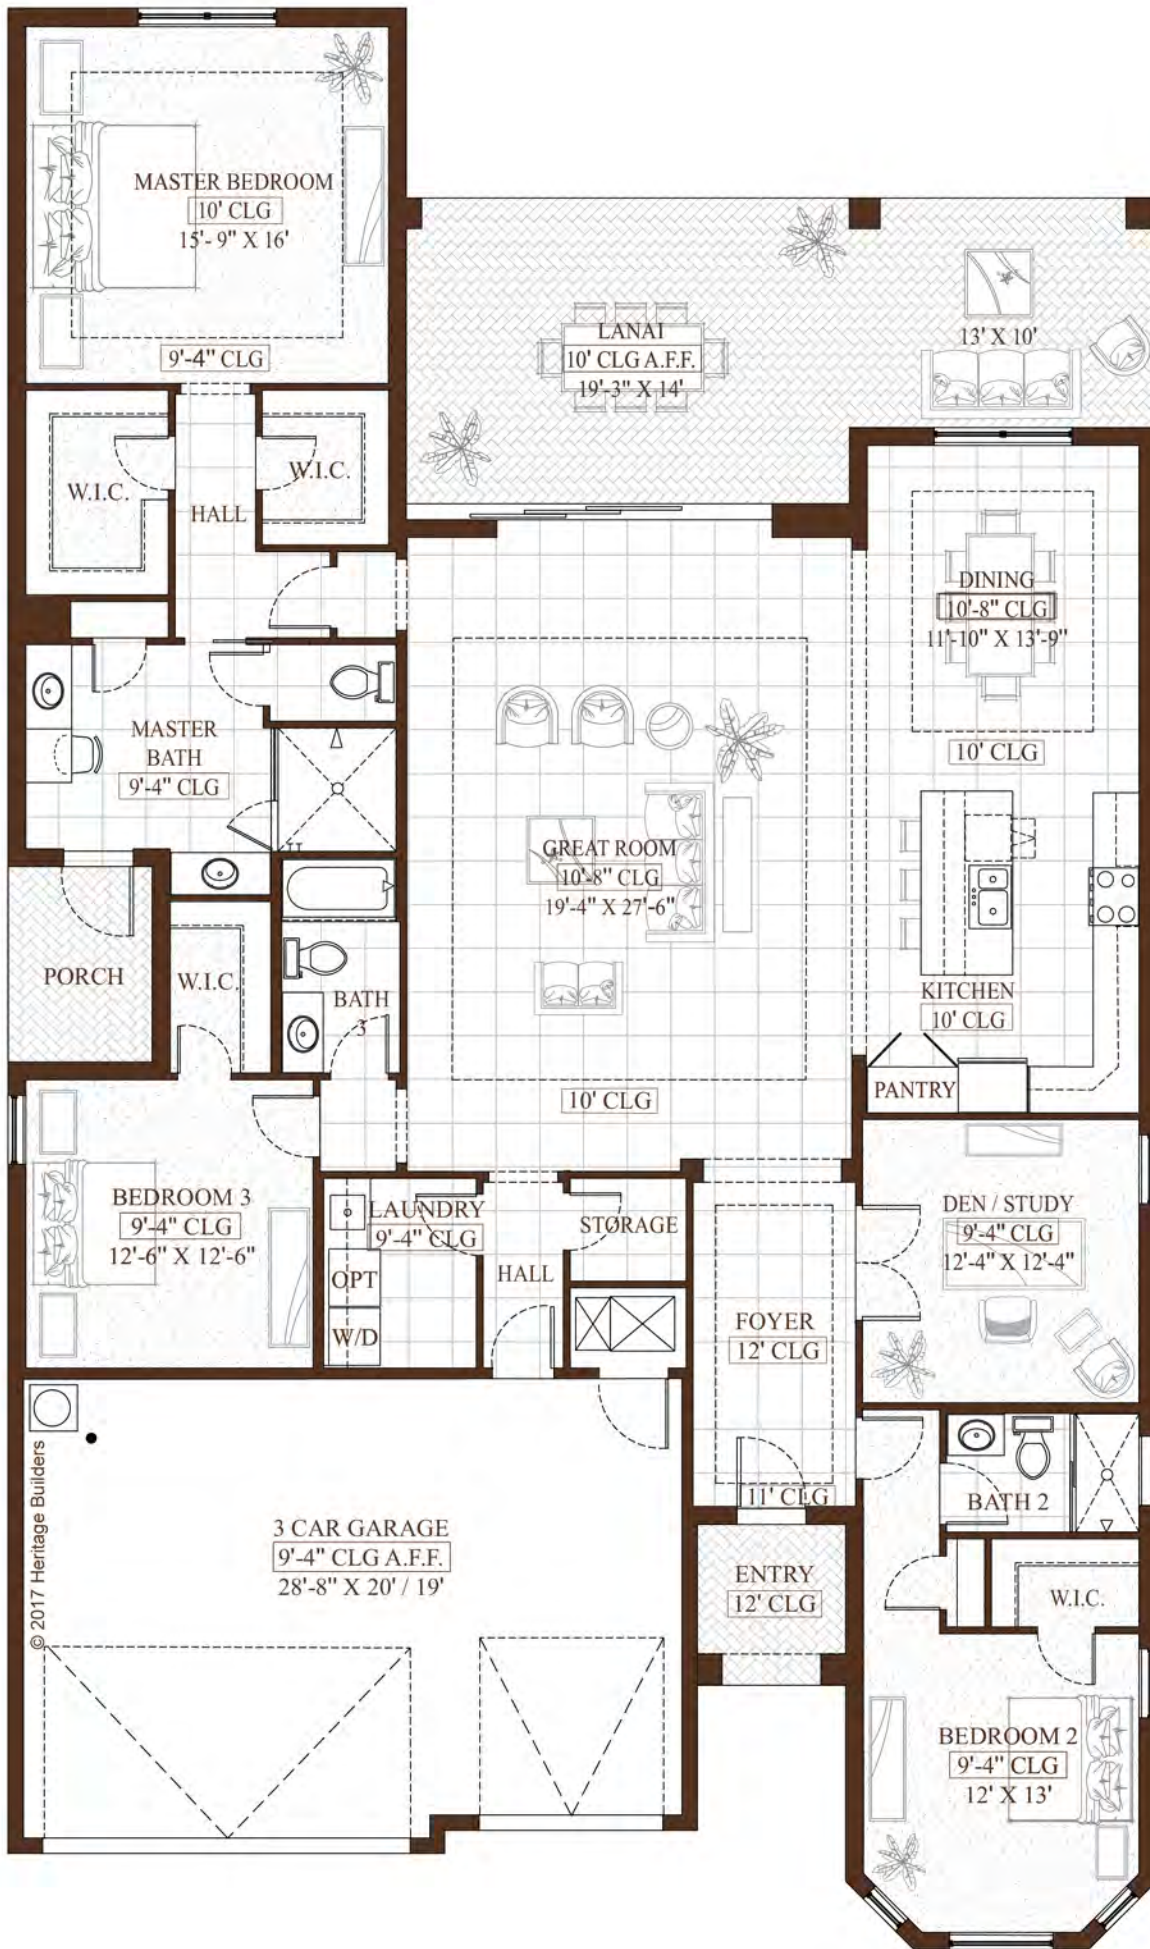 MASTER BEDROOM
10' CLG
15'- 9" X 16'
9'-4" CLG
LANAI
10' CLG A.F.F.
19'-3" X 14'
13' X 10'
W.I.C.
HALL
W.I.C.
DINING
10'-8" CLG
11'-10" X 13'-9"
10' CLG
MASTER
BATH
9'-4" CLG
GREAT ROOM
10'-8" CLG
19'-4" X 27'-6"
10' CLG
KITCHEN
10' CLG
PANTRY
PORCH
W.I.C.
BATH
3
BEDROOM 3
9'-4" CLG
12'-6" X 12'-6"
LAUNDRY
9'-4" CLG
OPT
W/D
HALL
STORAGE
FOYER
12' CLG
11' CLG
DEN / STUDY
9'-4" CLG
12'-4" X 12'-4"
BATH 2
W.I.C.
3 CAR GARAGE
9'-4" CLG A.F.F.
28'-8" X 20' / 19'
ENTRY
12' CLG
BEDROOM 2
9'-4" CLG
12' X 13'
© 2017 Heritage Builders